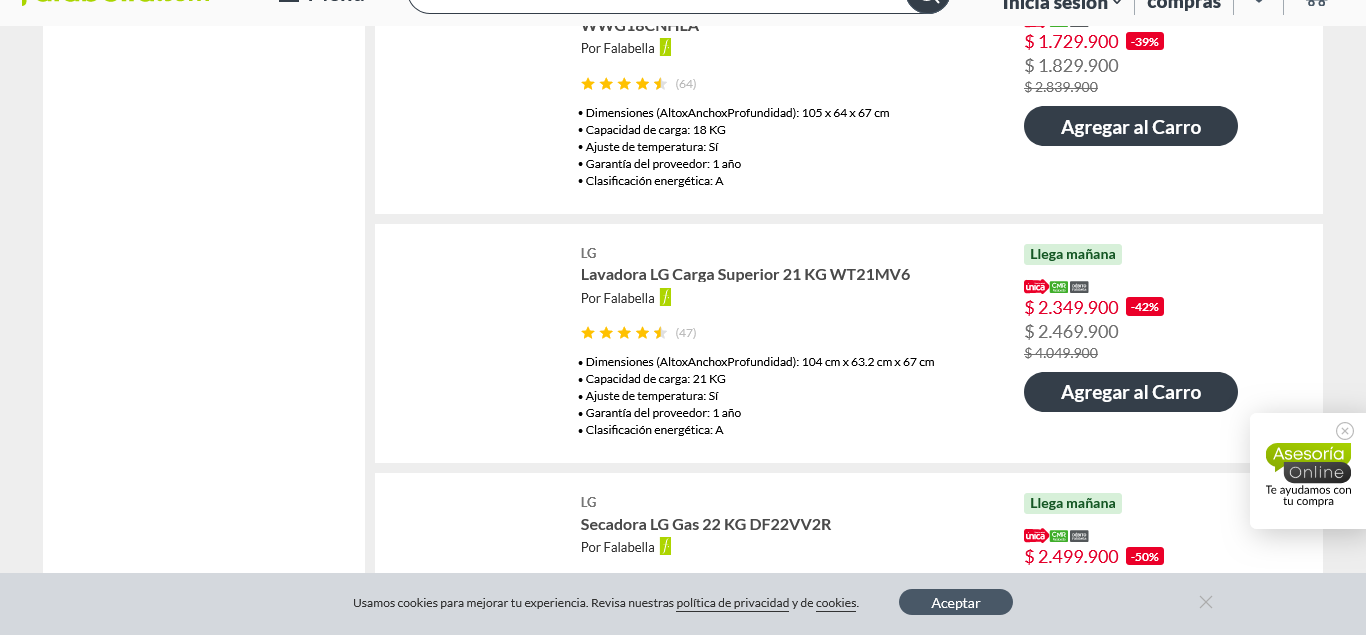 Menú
Inicia sesión
compras
WWG18CNHLA
Por Falabella
(64)
• Dimensiones (AltoxAnchoxProfundidad): 105 x 64 x 67 cm
• Capacidad de carga: 18 KG
• Ajuste de temperatura: Sí
• Garantía del proveedor: 1 año
• Clasificación energética: A
$ 1.729.900 -39%
$ 1.829.900
$ 2.839.900
Agregar al Carro
LG
Lavadora LG Carga Superior 21 KG WT21MV6
Por Falabella
(47)
• Dimensiones (AltoxAnchoxProfundidad): 104 cm x 63.2 cm x 67 cm
• Capacidad de carga: 21 KG
• Ajuste de temperatura: Sí
• Garantía del proveedor: 1 año
• Clasificación energética: A
Llega mañana
única CMR
$ 2.349.900 -42%
$ 2.469.900
$ 4.049.900
Agregar al Carro
Asesoría
Online
Te ayudamos con
tu compra
LG
Secadora LG Gas 22 KG DF22VV2R
Por Falabella
Llega mañana
única CMR
$ 2.499.900 -50%
Usamos cookies para mejorar tu experiencia. Revisa nuestras política de privacidad y de cookies.
Aceptar